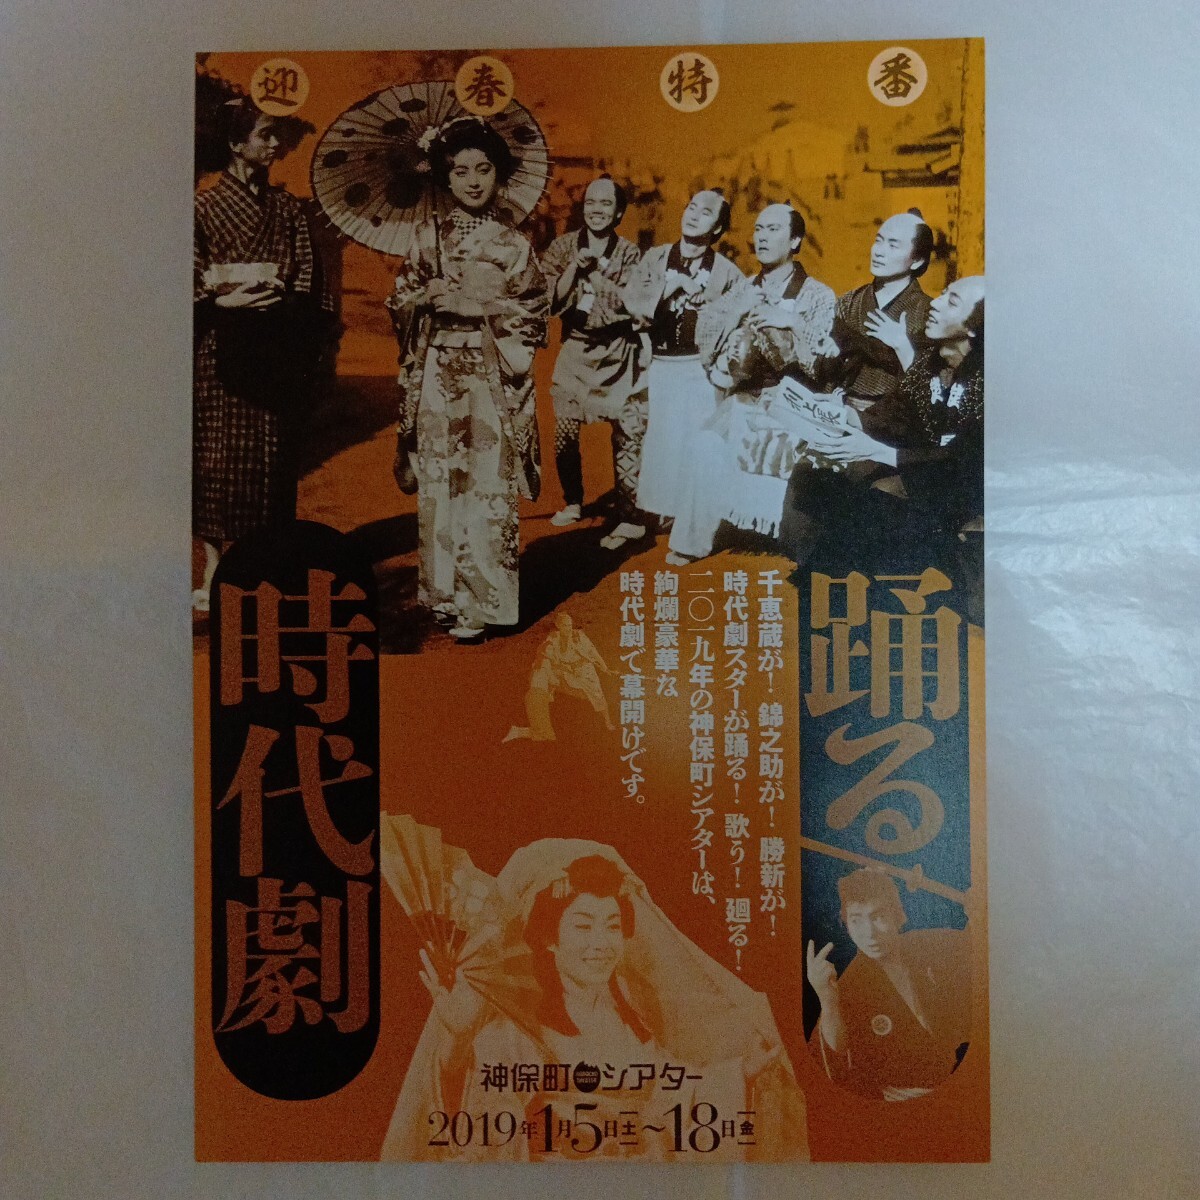 迎春特番
踊る
時代劇
千恵蔵が! 錦之助が! 勝新が!
時代劇スターが踊る! 歌う! 廻る!
二〇一九年の神保町シアターは、
絢爛豪華な
時代劇で幕開けです。
神保町シアター
2019年1月5日土〜18日金